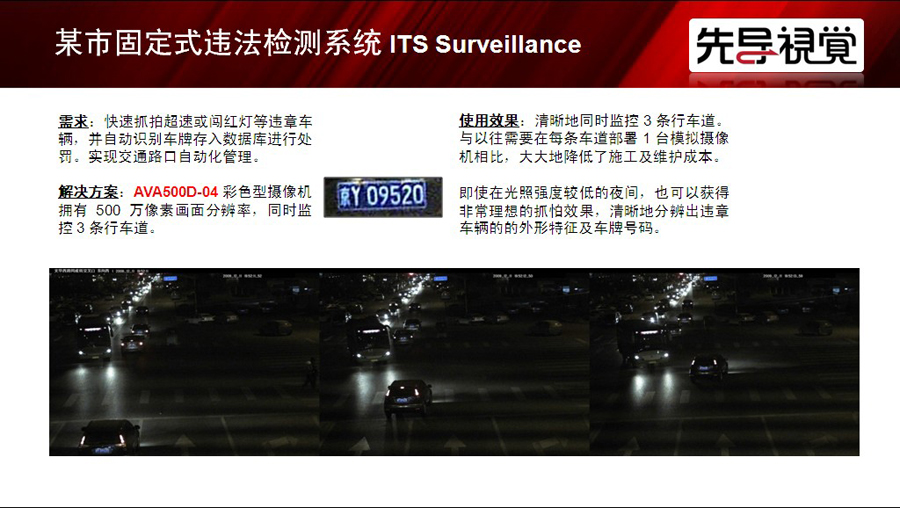 某市固定式违法检测系统 ITS Surveillance
先导視覚
需求：快速抓拍超速或闯红灯等违章车
辆，并自动识别车牌存入数据库进行处
罚。实现交通路口自动化管理。
解决方案：AVA500D-04 彩色型摄像机
拥有 500 万像素画面分辨率，同时监
控 3 条行车道。
京Y 09520
使用效果：清晰地同时监控 3 条行车道。
与以往需要在每条车道部署 1 台模拟摄像
机相比，大大地降低了施工及维护成本。
即使在光照强度较低的夜间，也可以获得
非常理想的抓怕效果，清晰地分辨出违章
车辆的的外形特征及车牌号码。